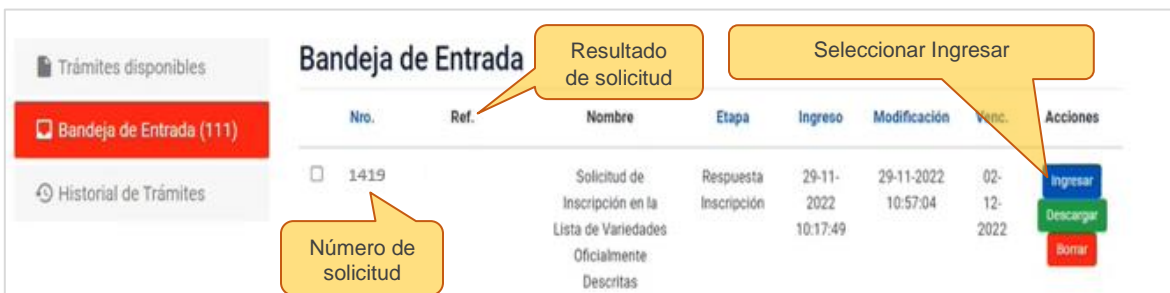 Trámites disponibles
Bandeja de Entrada (111)
Historial de Trámites
Bandeja de Entrada
Resultado
de solicitud
Seleccionar Ingresar
Nro. Ref. Nombre Etapa Ingreso Modificación Venc. Acciones
1419 Solicitud de Respuesta 29-11- 29-11-2022 02- Ingresar
Inscripción en la Inscripción 2022 10:57:04 12-
Lista de Variedades 10:17:49 2022 Descargar
Oficialmente Borrar
Descritas
Número de
solicitud